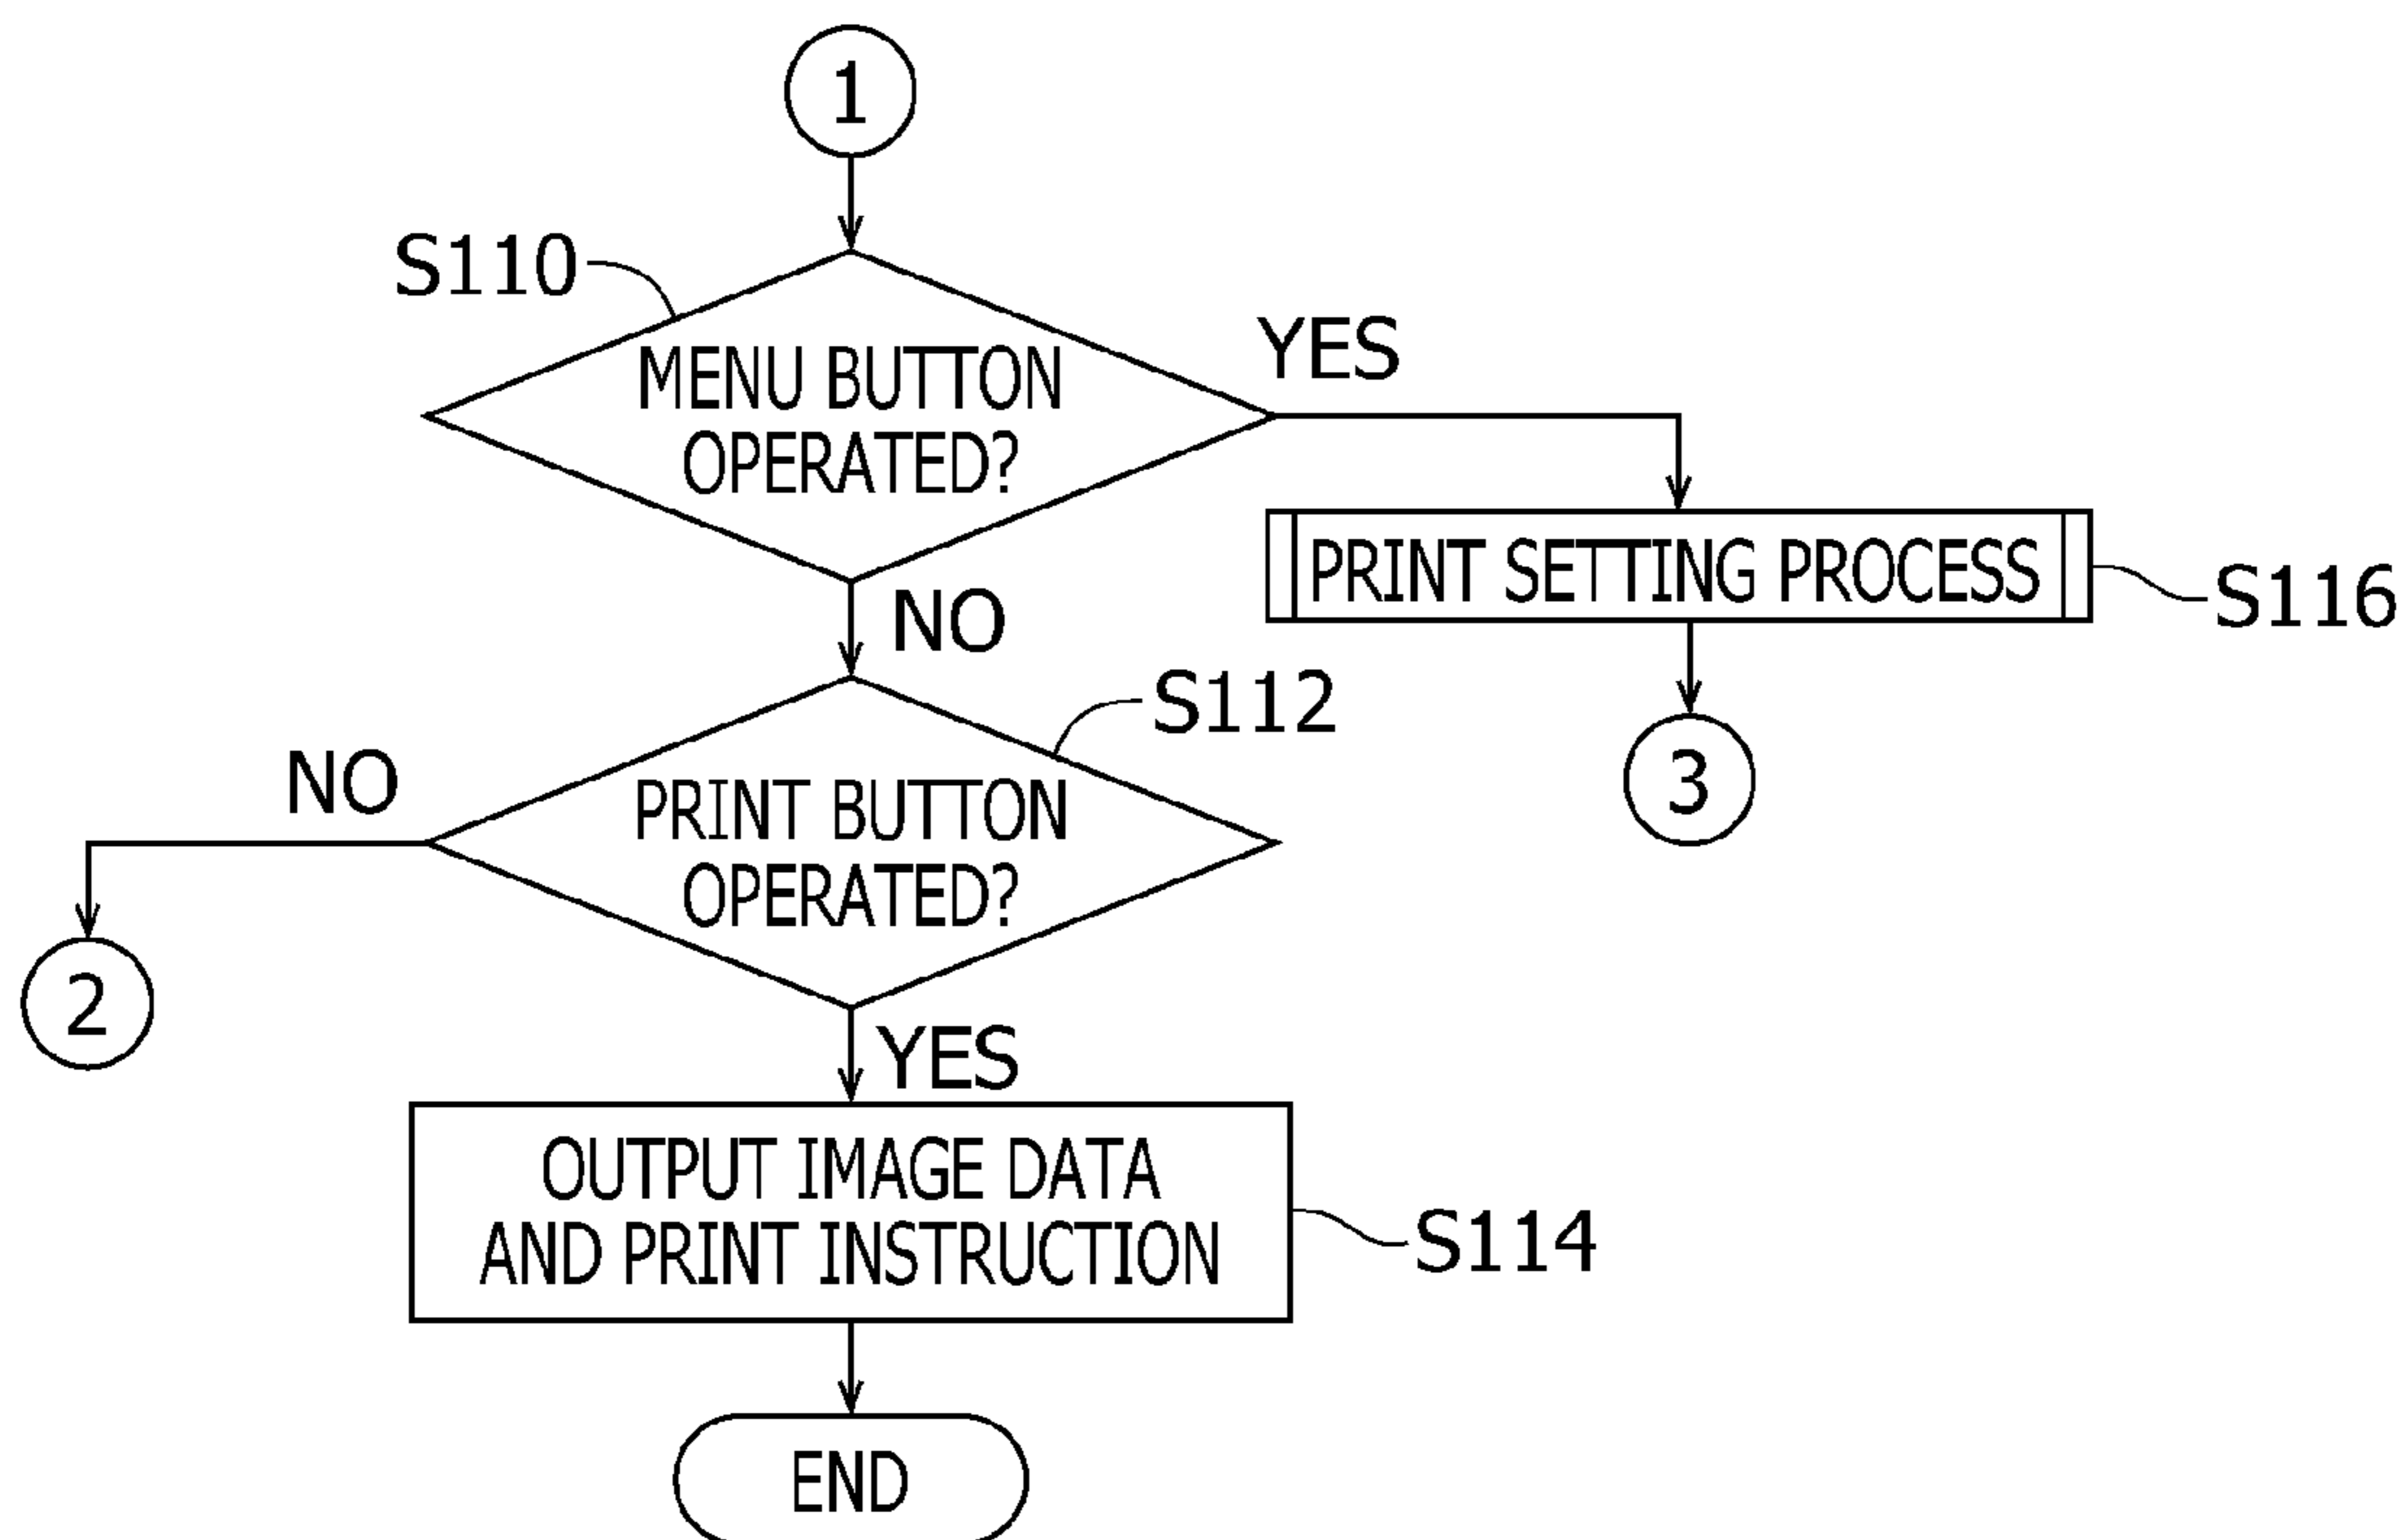 1
S110
MENU BUTTON
OPERATED?
YES
PRINT SETTING PROCESS
S116
NO
3
S112
NO
PRINT BUTTON
OPERATED?
2
YES
OUTPUT IMAGE DATA
AND PRINT INSTRUCTION
S114
END